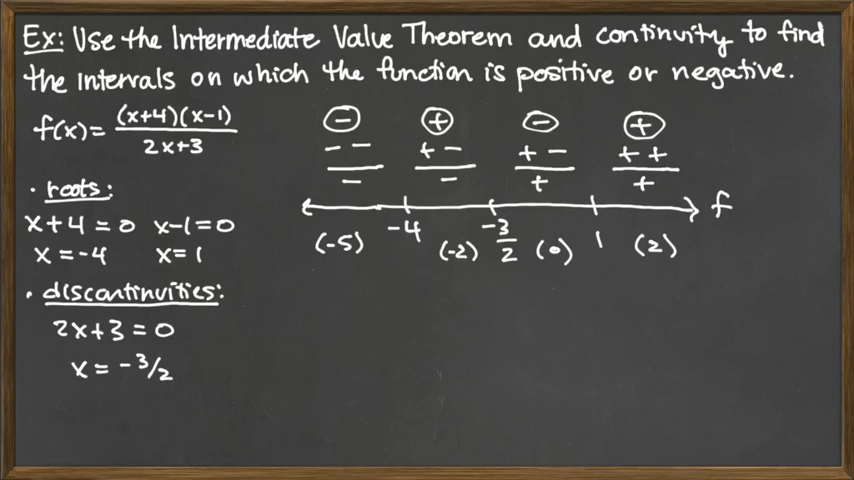 Ex: Use the Intermediate Value Theorem and continuity to find
the intervals on which the function is positive or negative.
f(x) = (x+4)(x-1)
2x+3
- + - +
- - + - + - + +
- - + +
• roots:
x+4=0 x-1=0
x=-4 x=1
f
-4 -3/2 1
(-5) (-2) (0) (2)
• discontinuities:
2x+3=0
x=-3/2